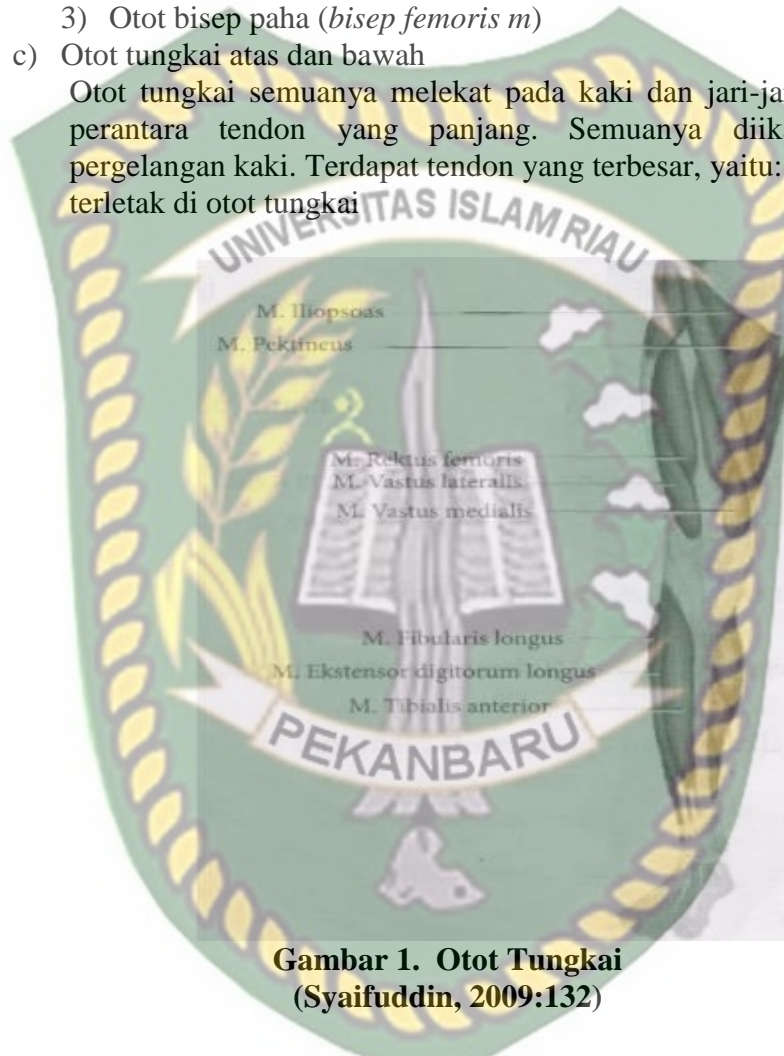 3) Otot bisep paha (bisep femoris m)
c) Otot tungkai atas dan bawah
Otot tungkai semuanya melekat pada kaki dan
perantara tendon yang panjang. Semuanya
pergelangan kaki. Terdapat tendon yang terbesar, yaitu:
terletak di otot tungkai
UNIVERSITAS ISLAM RIAU
M. Iliopsoas
M. Pektineus
M. Rektus femoris
M. Vastus lateralis
M. Vastus medialis
M. Fibularis longus
M. Ekstensor digitorum longus
M. Tibialis anterior
PEKANBARU
Gambar 1. Otot Tungkai
(Syaifuddin, 2009:132)